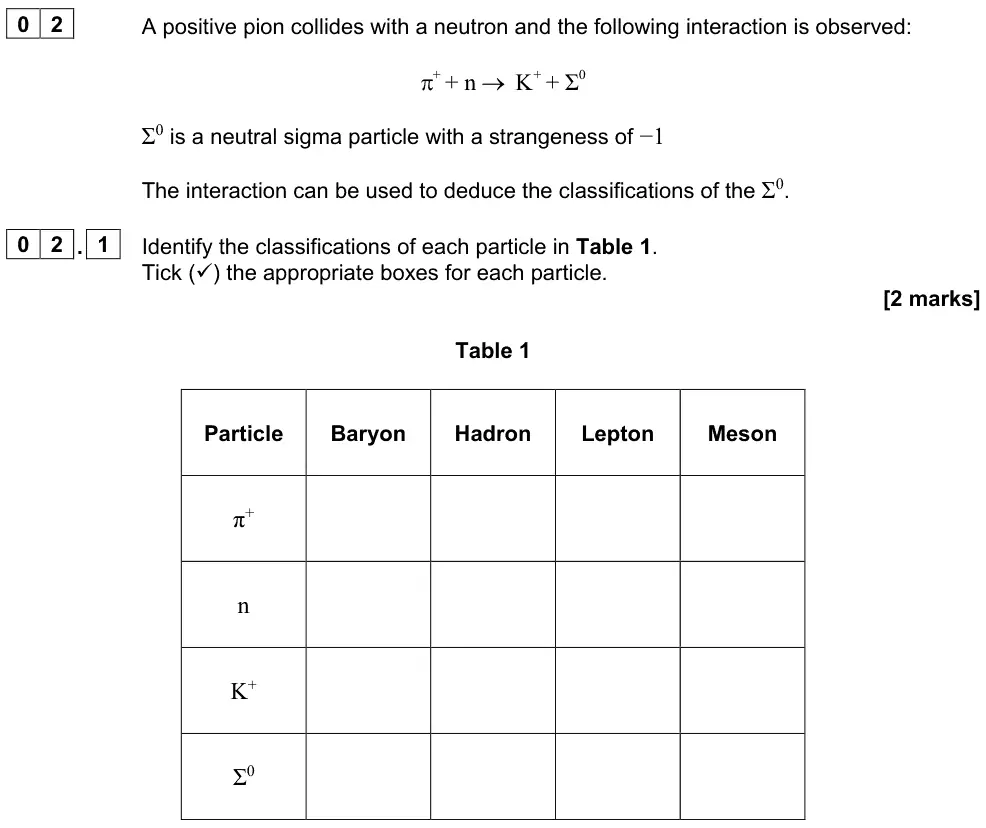 0 2 A positive pion collides with a neutron and the following interaction is observed:
π⁺ + n → K⁺ + Σ⁰
Σ⁰ is a neutral sigma particle with a strangeness of −1
The interaction can be used to deduce the classifications of the Σ⁰.
0 2 . 1 Identify the classifications of each particle in Table 1.
Tick (✓) the appropriate boxes for each particle.
[2 marks]
Table 1
Particle Baryon Hadron Lepton Meson
π⁺
n
K⁺
Σ⁰